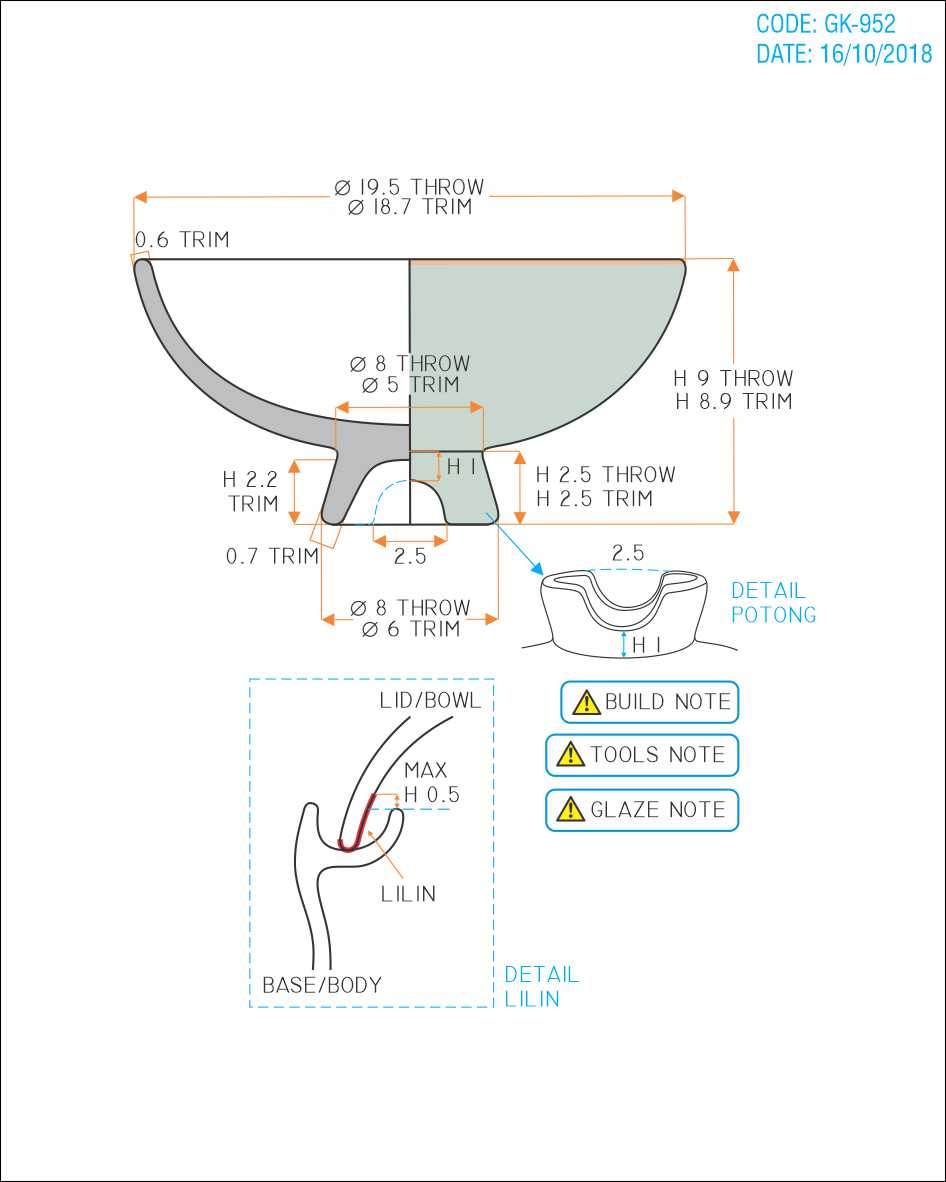 CODE: GK-952
DATE: 16/10/2018
Ø 19.5 THROW
Ø 18.7 TRIM
0.6 TRIM
Ø 8 THROW
Ø 5 TRIM
H 9 THROW
H 8.9 TRIM
H 1
H 2.2
TRIM
H 2.5 THROW
H 2.5 TRIM
0.7 TRIM
2.5
2.5
DETAIL
POTONG
Ø 8 THROW
Ø 6 TRIM
H 1
LID/BOWL
BUILD NOTE
TOOLS NOTE
MAX
H 0.5
GLAZE NOTE
LILIN
BASE/BODY
DETAIL
LILIN